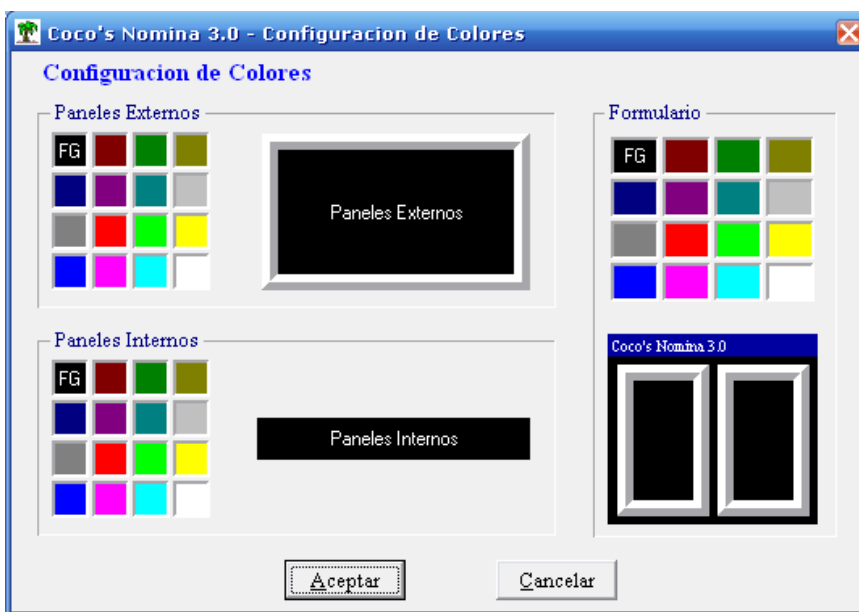 Coco's Nomina 3.0 - Configuracion de Colores
Configuracion de Colores
Paneles Externos
FG
Paneles Externos
Formulario
FG
Paneles Internos
FG
Paneles Internos
Coco's Nomina 3.0
Aceptar
Cancelar